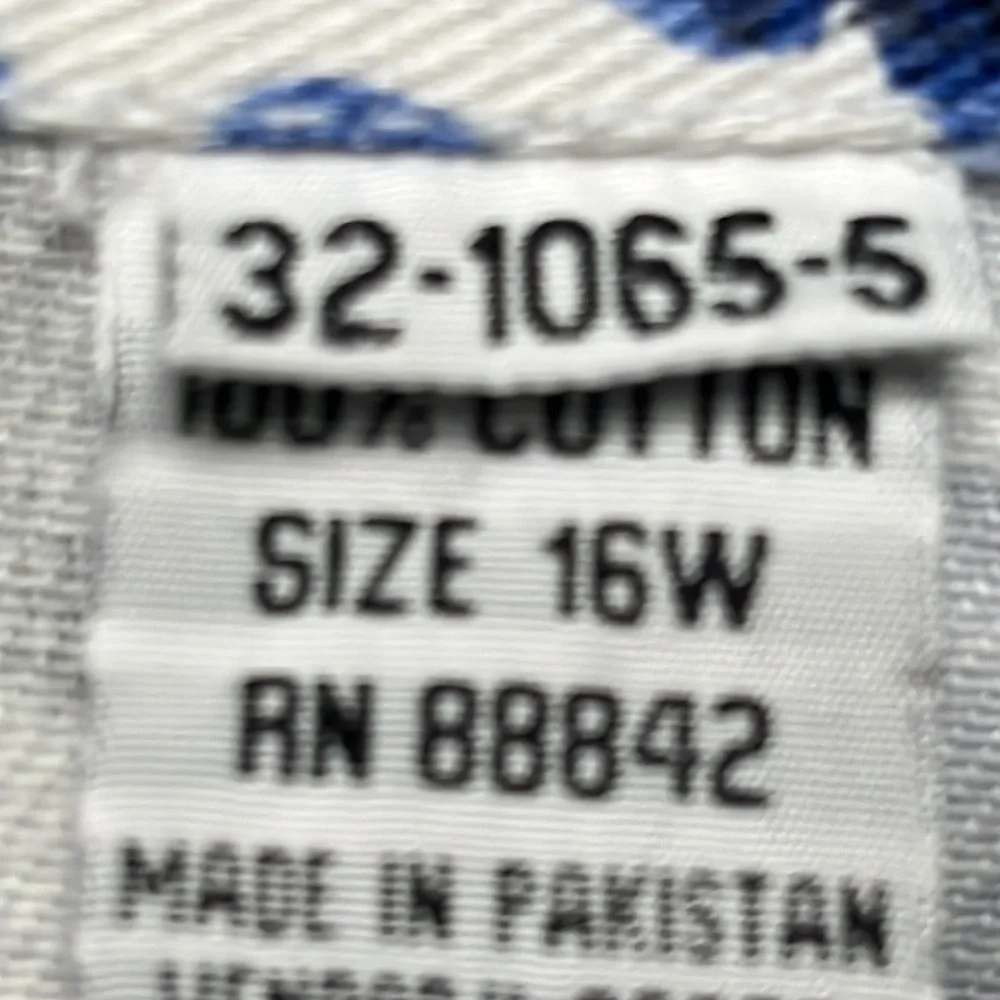 32-1065-5
100% COTTON
SIZE 16W
RN 88842
MADE IN PAKISTAN